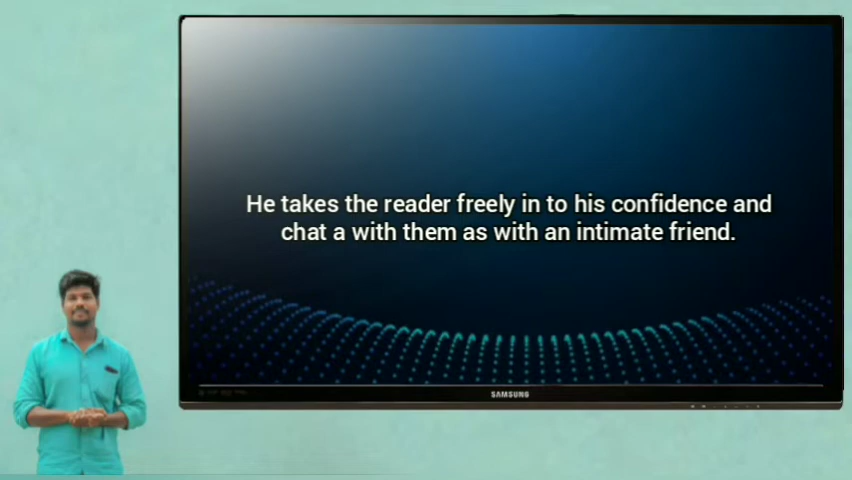 He takes the reader freely in to his confidence and
chat a with them as with an intimate friend.
SAMSUNG